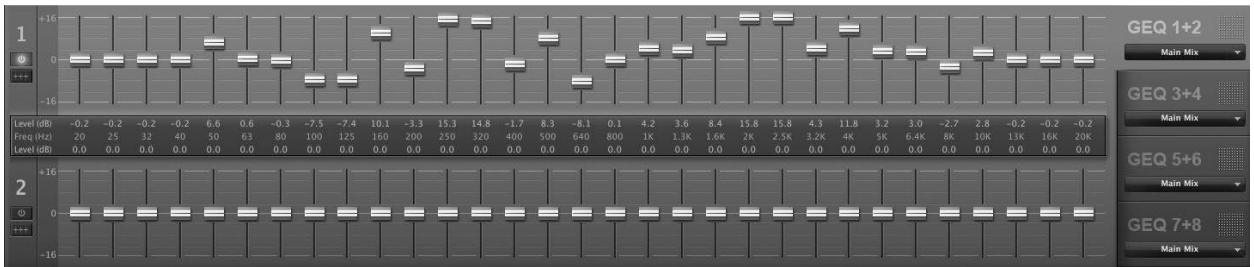 1
+16
0
+++
−16
Level (dB) −0.2 −0.2 −0.2 −0.2 6.6 0.6 −0.3 −7.5 −7.4 10.1 −3.3 15.3 14.8 −1.7 8.3 −8.1 0.1 4.2 3.6 8.4 15.8 15.8 4.3 11.8 3.2 3.0 −2.7 2.8 −0.2 −0.2 −0.2
Freq (Hz) 20 25 32 40 50 63 80 100 125 160 200 250 320 400 500 640 800 1K 1.3K 1.6K 2K 2.5K 3.2K 4K 5K 6.4K 8K 10K 13K 16K 20K
Level (dB) 0.0 0.0 0.0 0.0 0.0 0.0 0.0 0.0 0.0 0.0 0.0 0.0 0.0 0.0 0.0 0.0 0.0 0.0 0.0 0.0 0.0 0.0 0.0 0.0 0.0 0.0 0.0 0.0 0.0 0.0 0.0
+16
2
0
+++
−16
GEQ 1+2
Main Mix
GEQ 3+4
Main Mix
GEQ 5+6
Main Mix
GEQ 7+8
Main Mix